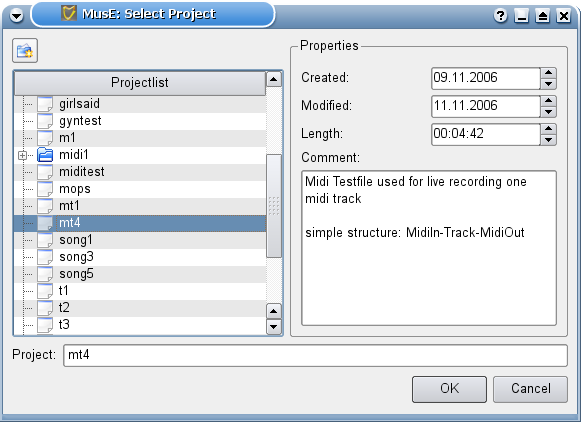 MusE: Select Project
Projectlist
girlsaid
gyntest
m1
midi1
miditest
mops
mt1
mt4
song1
song3
song5
t1
t2
t3
Properties
Created: 09.11.2006
Modified: 11.11.2006
Length: 00:04:42
Comment:
Midi Testfile used for live recording one
midi track
simple structure: MidiIn-Track-MidiOut
Project: mt4
OK Cancel